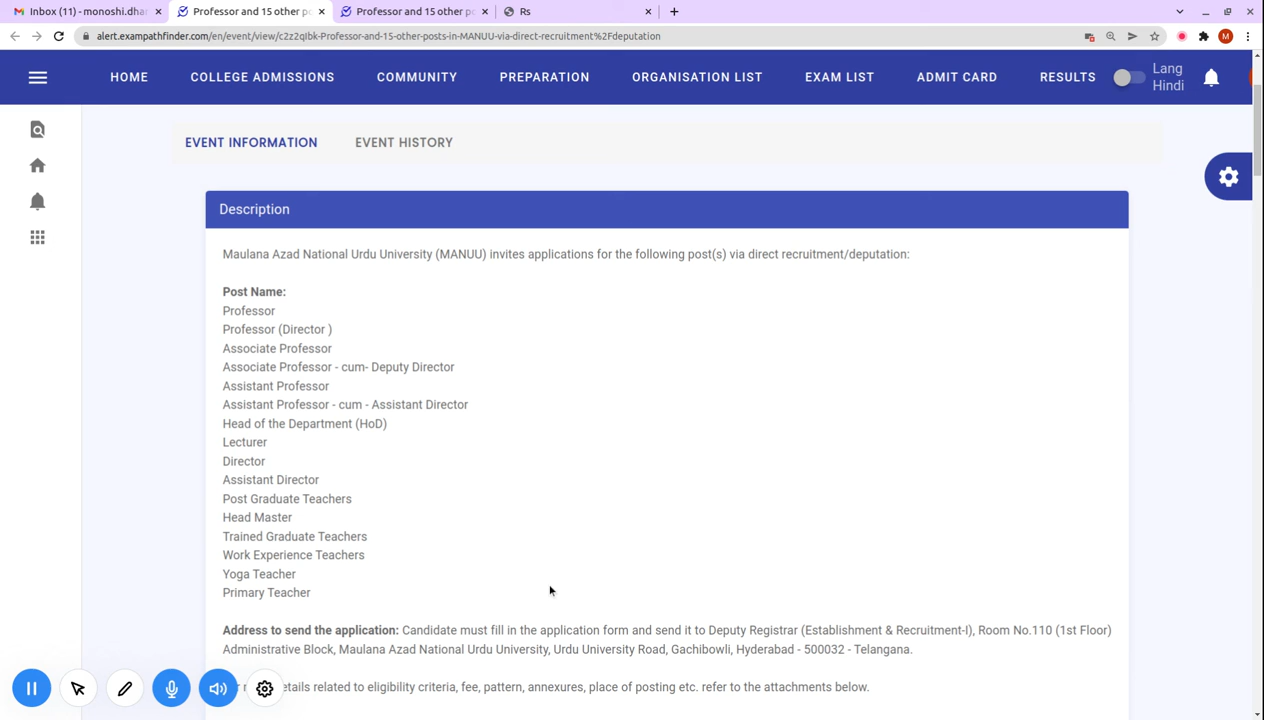 Inbox (11) - monoshi.dhar
Professor and 15 other po
Professor and 15 other po
Rs
alert.exampathfinder.com/en/event/view/c2z2qIbk-Professor-and-15-other-posts-in-MANUU-via-direct-recruitment%2Fdeputation
M
HOME COLLEGE ADMISSIONS COMMUNITY PREPARATION ORGANISATION LIST EXAM LIST ADMIT CARD RESULTS Lang Hindi
EVENT INFORMATION EVENT HISTORY
Description
Maulana Azad National Urdu University (MANUU) invites applications for the following post(s) via direct recruitment/deputation:
Post Name:
Professor
Professor (Director )
Associate Professor
Associate Professor - cum- Deputy Director
Assistant Professor
Assistant Professor - cum - Assistant Director
Head of the Department (HoD)
Lecturer
Director
Assistant Director
Post Graduate Teachers
Head Master
Trained Graduate Teachers
Work Experience Teachers
Yoga Teacher
Primary Teacher
Address to send the application: Candidate must fill in the application form and send it to Deputy Registrar (Establishment & Recruitment-I), Room No.110 (1st Floor)
Administrative Block, Maulana Azad National Urdu University, Urdu University Road, Gachibowli, Hyderabad - 500032 - Telangana.
related to eligibility criteria, fee, pattern, annexures, place of posting etc. refer to the attachments below.